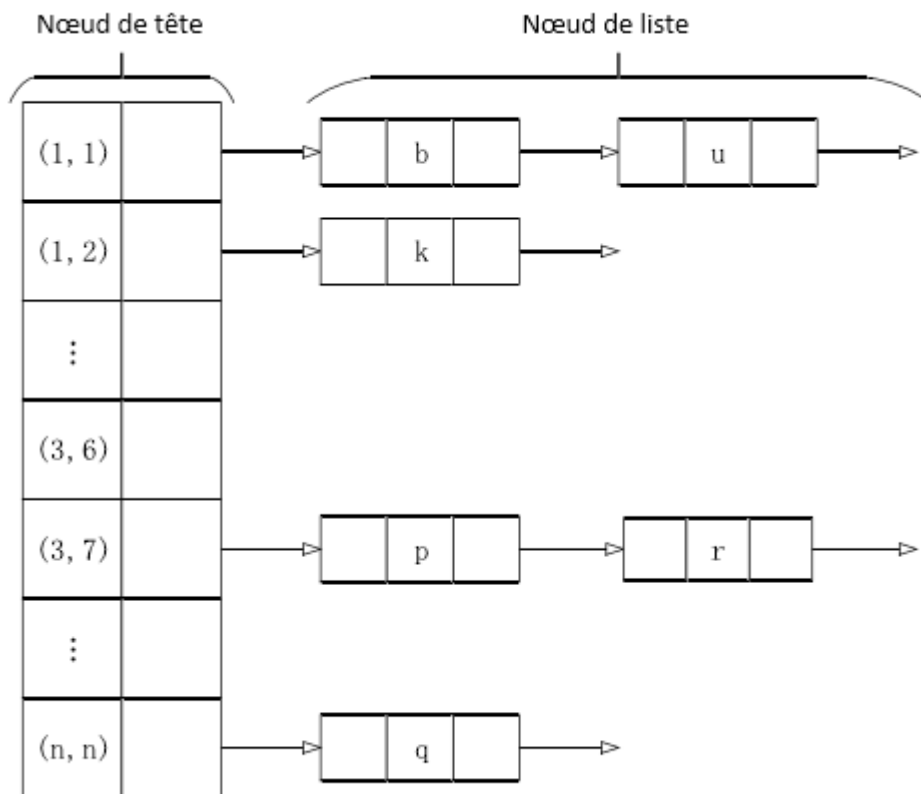 Nœud de tête
Nœud de liste
(1, 1)
b
u
(1, 2)
k
⋮
(3, 6)
(3, 7)
p
r
⋮
(n, n)
q